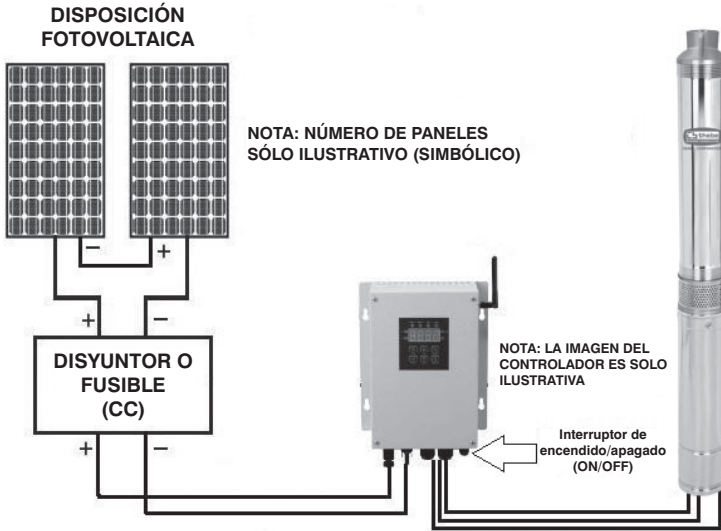 DISPOSICIÓN
FOTOVOLTAICA
NOTA: NÚMERO DE PANELES
SÓLO ILUSTRATIVO (SIMBÓLICO)
thebe
− +
+ −
DISYUNTOR O
FUSIBLE
(CC)
+ −
NOTA: LA IMAGEN DEL
CONTROLADOR ES SOLO
ILUSTRATIVA
Interruptor de
encendido/apagado
(ON/OFF)